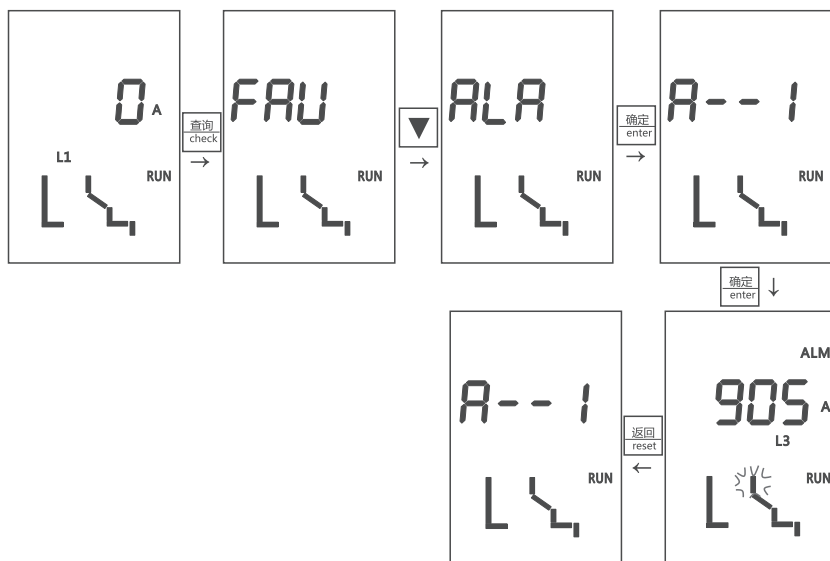 0 A
L1
RUN
查询
check
→
FAU
RUN
▼
→
ALA
RUN
确定
enter
→
A--1
RUN
确定
enter
↓
ALM
905 A
L3
RUN
返回
reset
←
A--1
RUN